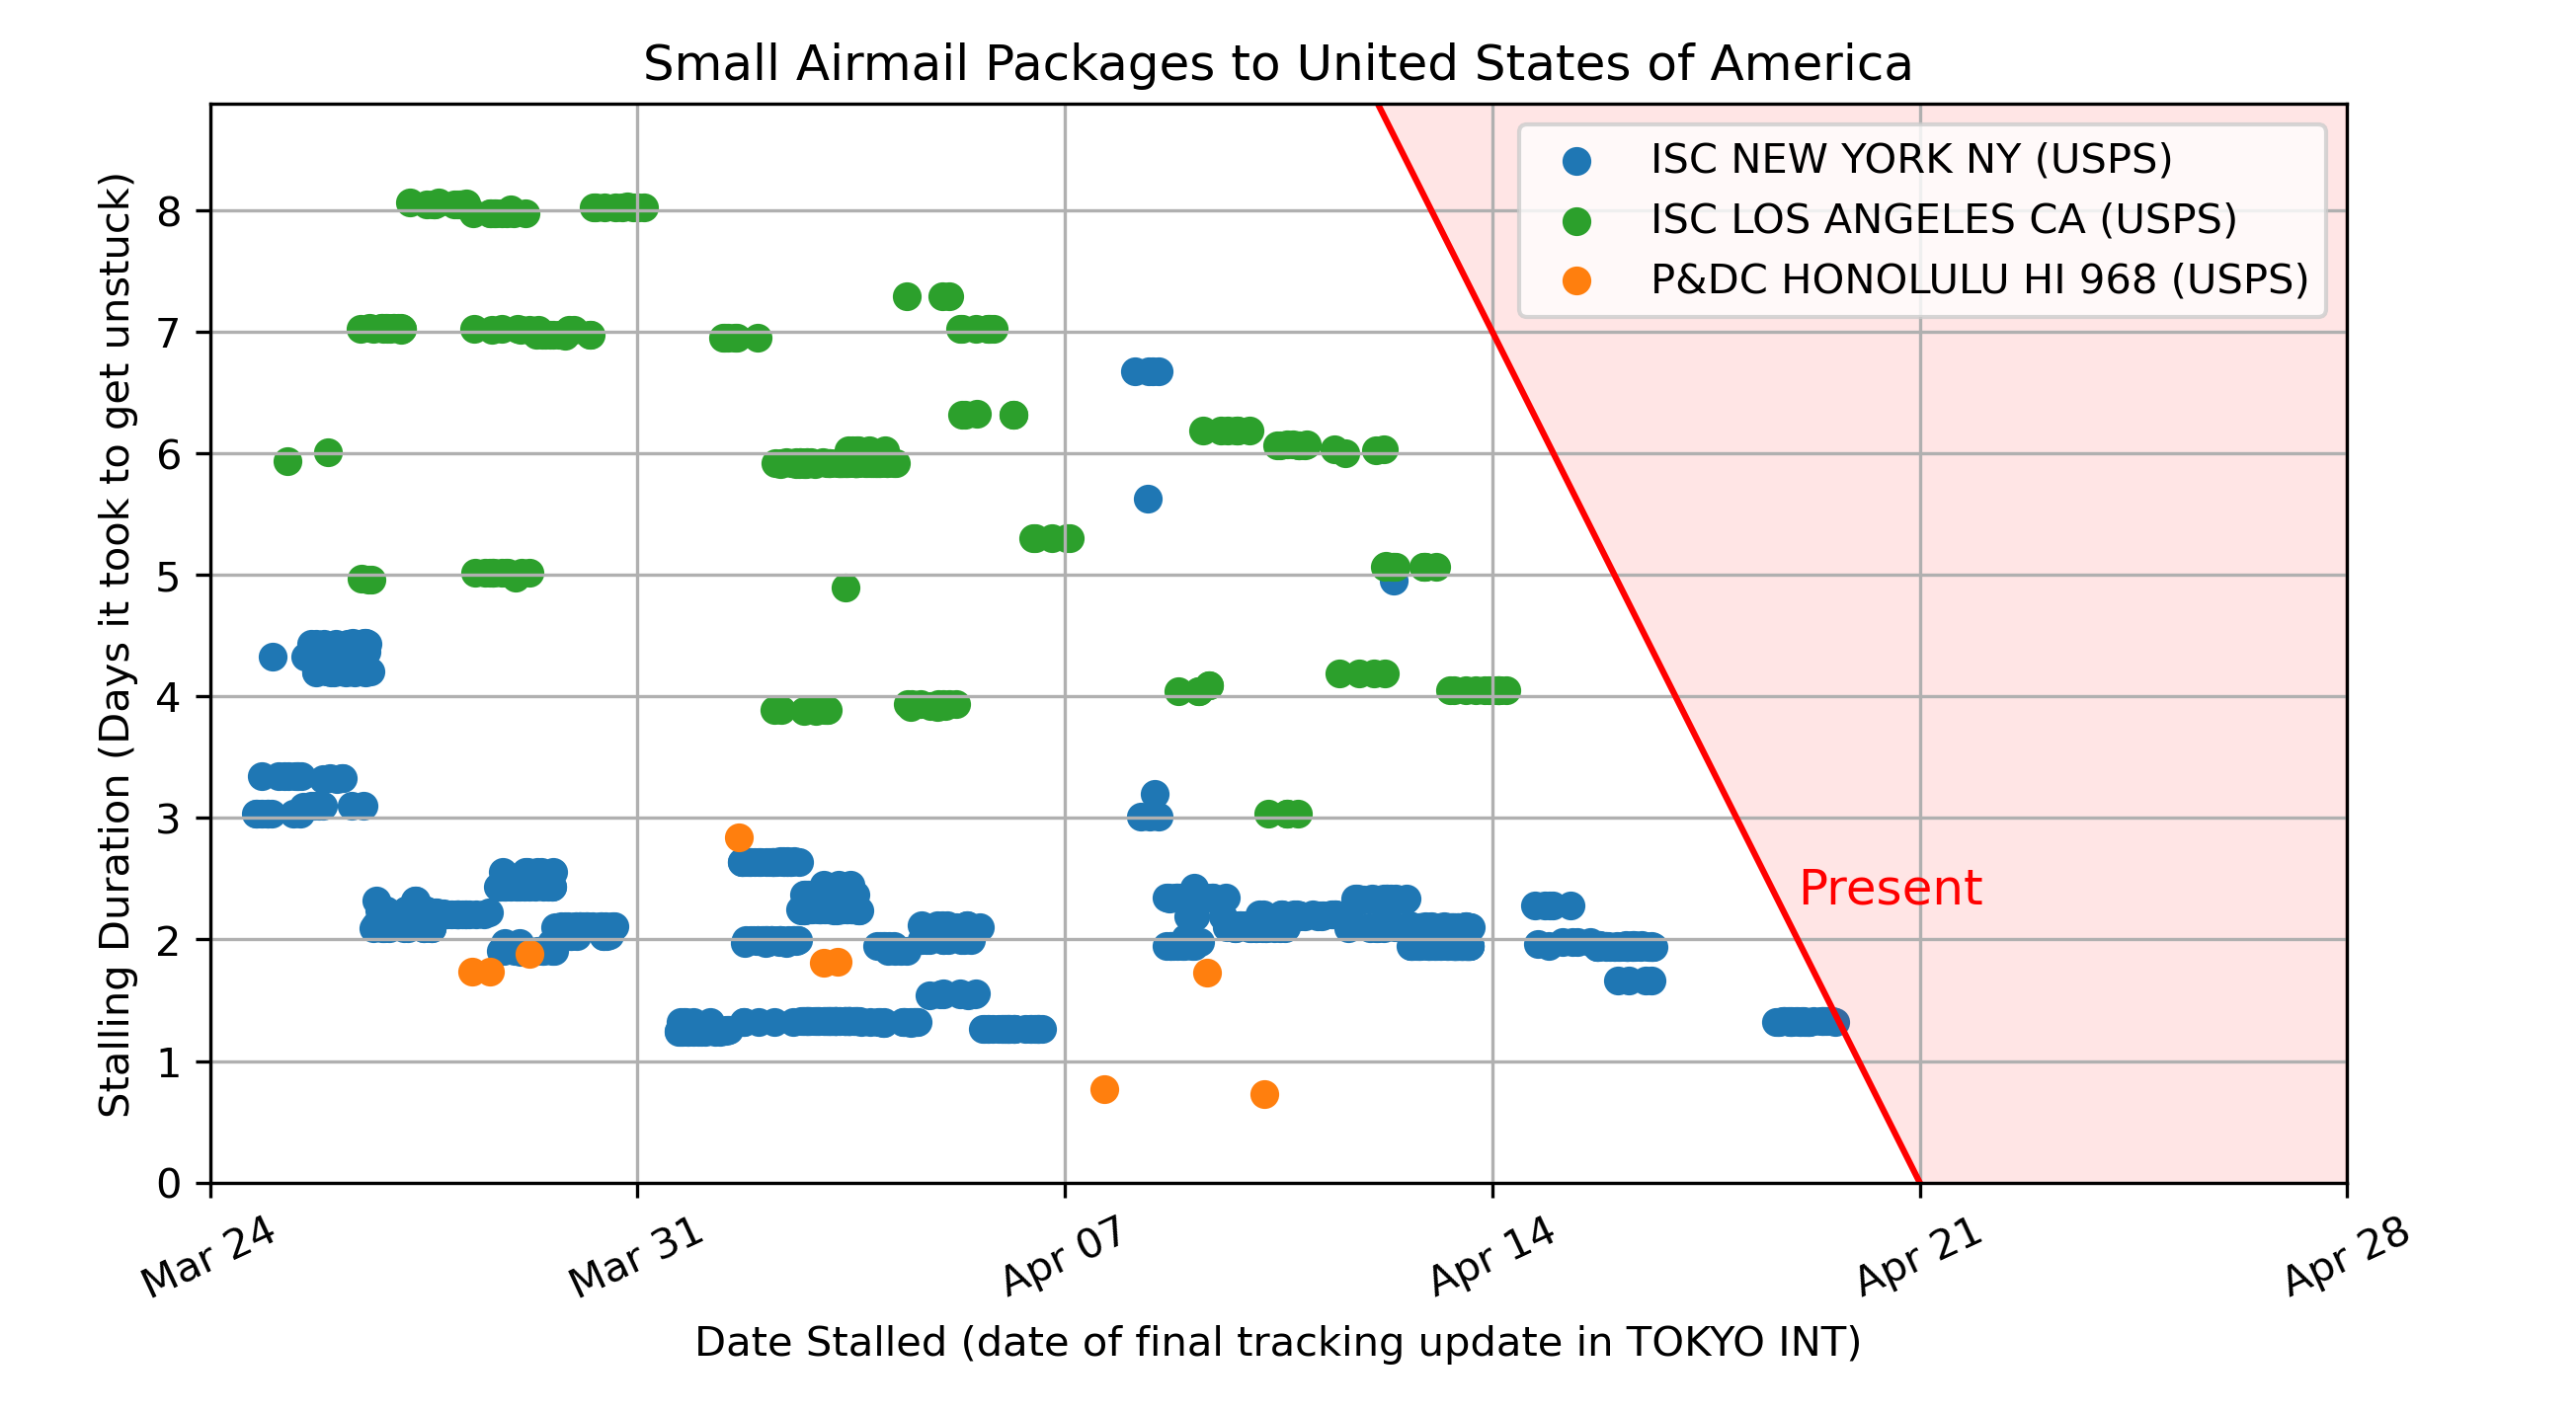 Small Airmail Packages to United States of America
Stalling Duration (Days it took to get unstuck)
8
7
6
5
4
3
2
1
0
ISC NEW YORK NY (USPS)
ISC LOS ANGELES CA (USPS)
P&DC HONOLULU HI 968 (USPS)
Present
Mar 24
Mar 31
Apr 07
Apr 14
Apr 21
Apr 28
Date Stalled (date of final tracking update in TOKYO INT)